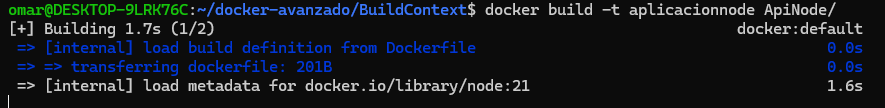 omar@DESKTOP-9LRK76C:~/docker-avanzado/BuildContext$ docker build -t aplicacionnode ApiNode/
[+] Building 1.7s (1/2) docker:default
=> [internal] load build definition from Dockerfile 0.0s
=> => transferring dockerfile: 201B 0.0s
=> [internal] load metadata for docker.io/library/node:21 1.6s